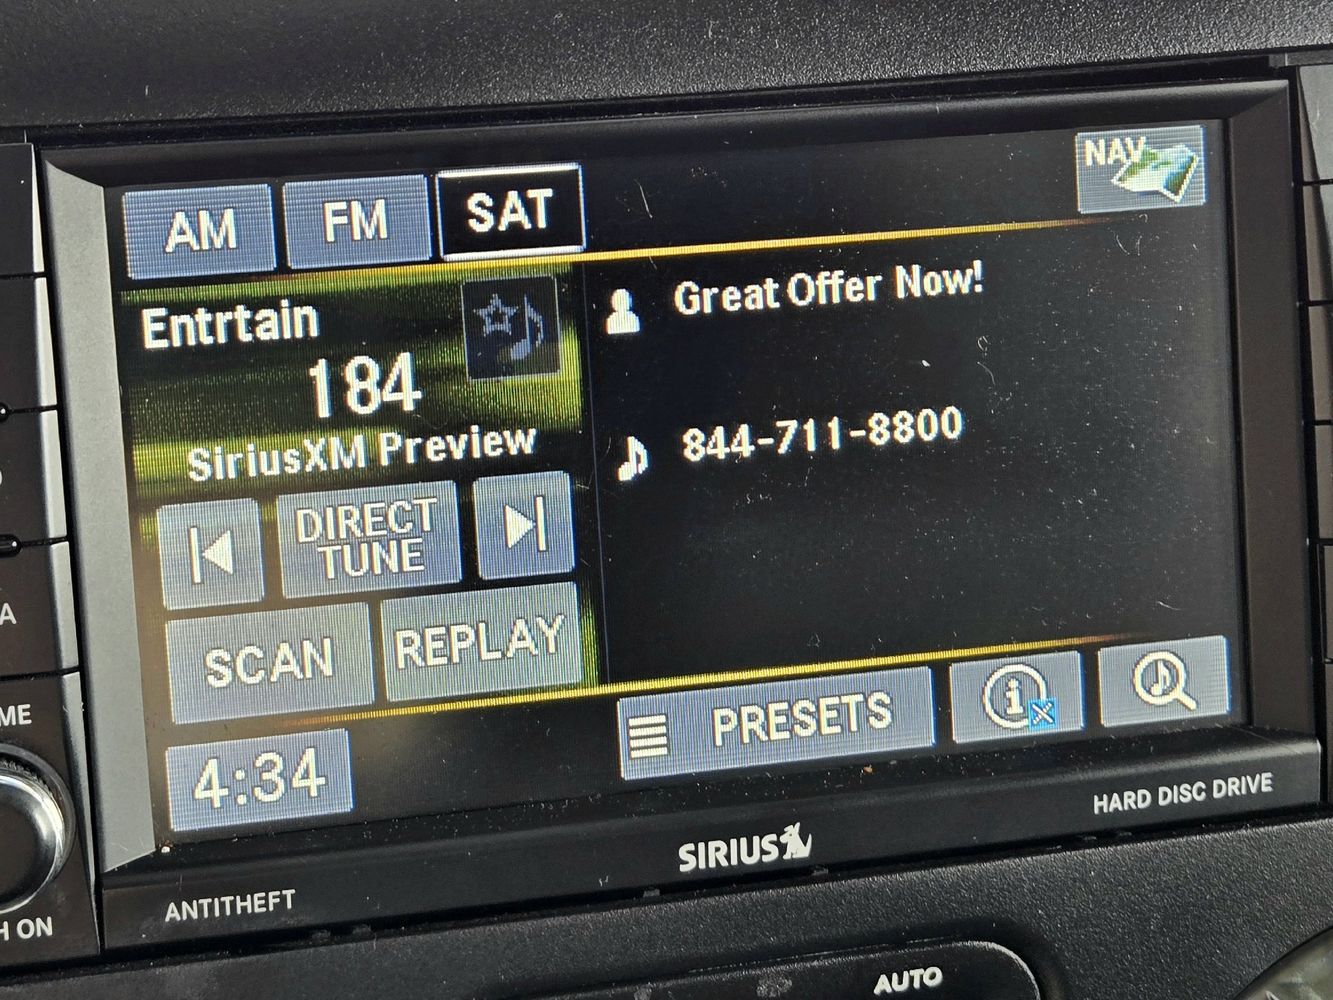 AM FM SAT NAV
Entrtain
184
SiriusXM Preview
Great Offer Now!
844-711-8800
DIRECT
TUNE
SCAN REPLAY
4:34
PRESETS
SIRIUS
HARD DISC DRIVE
ANTITHEFT
A
ME
H ON
AUTO